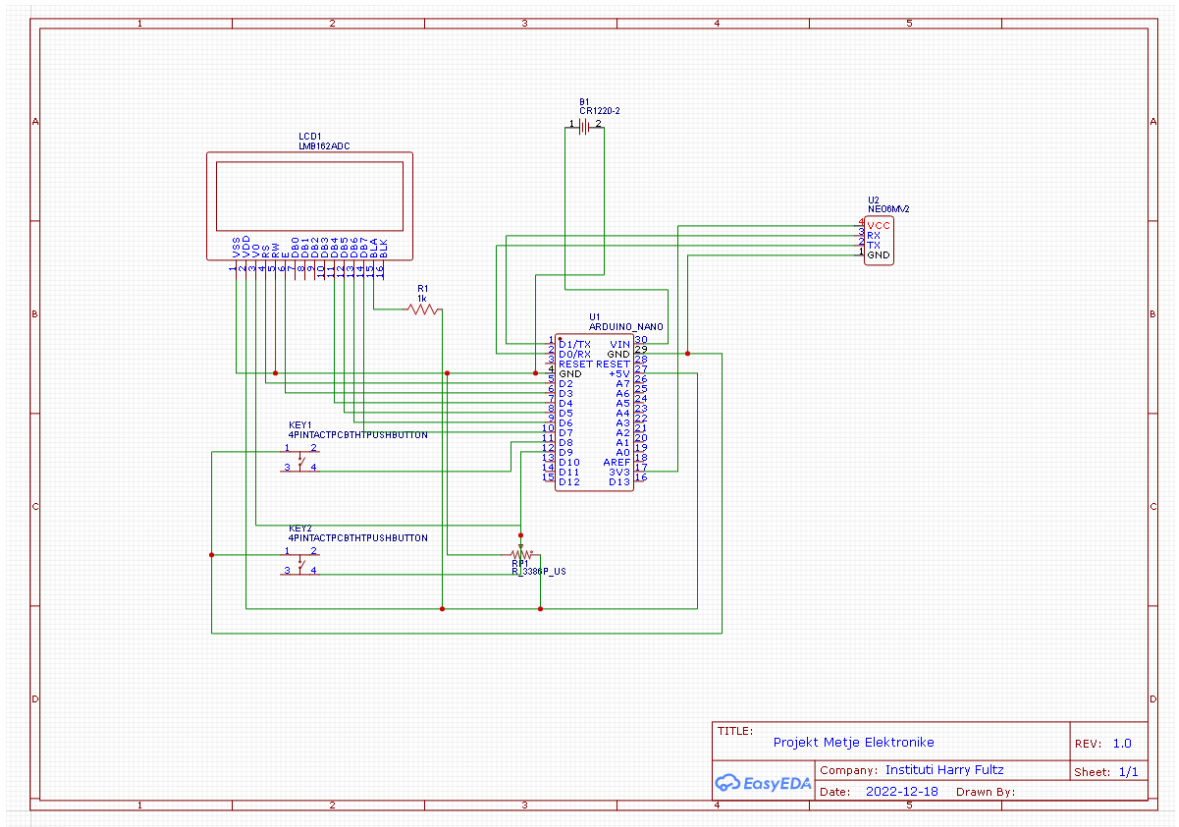 1 2 3 4 5
A A
B1
CR1220-2
1 2
LCD1
LMB162ADC
U2
NEO6MV2
4 VCC
3 RX
2 TX
1 GND
VSS VDD V0 RS RW E DB0 DB1 DB2 DB3 DB4 DB5 DB6 DB7 BLA BLK
1 2 3 4 5 6 7 8 9 10 11 12 13 14 15 16
R1
1k
B B
U1
ARDUINO_NANO
1 D1/TX VIN 30
2 D0/RX GND 29
3 RESET RESET 28
4 GND +5V 27
5 D2 A7 26
6 D3 A6 25
7 D4 A5 24
8 D5 A4 23
9 D6 A3 22
10 D7 A2 21
11 D8 A1 20
12 D9 A0 19
13 D10 AREF 18
14 D11 3V3 17
15 D12 D13 16
KEY1
4PINTACTPCBTHTPUSHBUTTON
1 2
3 4
C C
KEY2
4PINTACTPCBTHTPUSHBUTTON
1 2
3 4
RP1
R_3386P_US
D D
TITLE:
Projekt Metje Elektronike
REV: 1.0
EasyEDA
Company: Instituti Harry Fultz
Sheet: 1/1
Date: 2022-12-18 Drawn By:
1 2 3 4 5